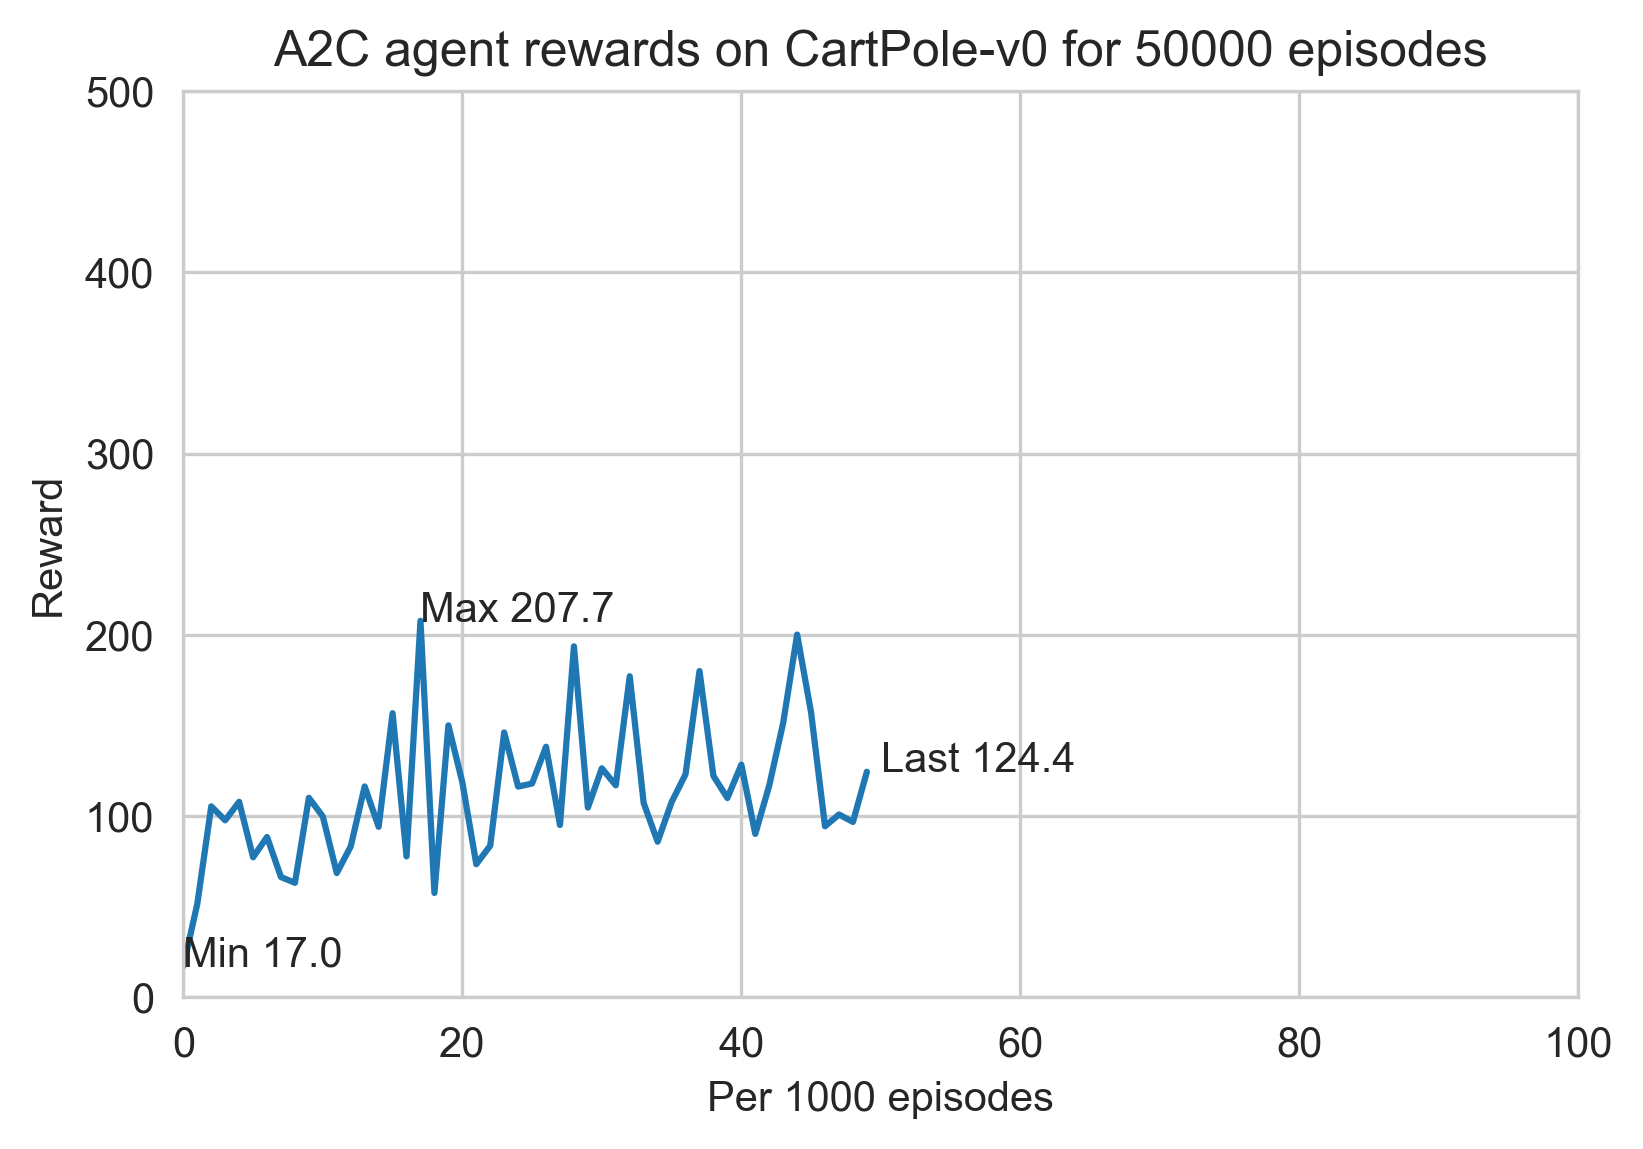 A2C agent rewards on CartPole-v0 for 50000 episodes
500
400
300
200
100
0
Reward
Max 207.7
Last 124.4
Min 17.0
0 20 40 60 80 100
Per 1000 episodes